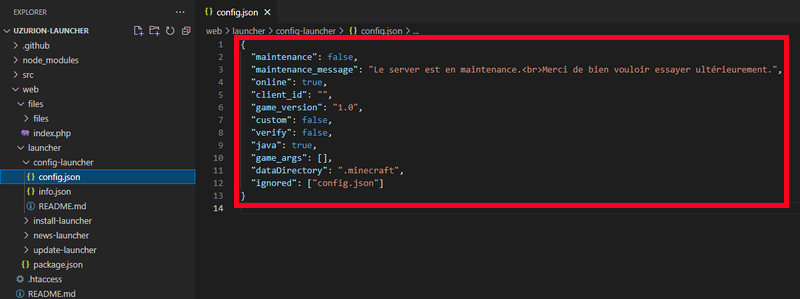 EXPLORER
UZURION-LAUNCHER
.github
node_modules
src
web
files
files
index.php
launcher
config-launcher
config.json
info.json
README.md
install-launcher
news-launcher
update-launcher
package.json
.htaccess
README.md
config.json
web > launcher > config-launcher > config.json > ...
1 {
2 "maintenance": false,
3 "maintenance_message": "Le server est en maintenance.<br>Merci de bien vouloir essayer ultérieurement.",
4 "online": true,
5 "client_id": "",
6 "game_version": "1.0",
7 "custom": false,
8 "verify": false,
9 "java": true,
10 "game_args": [],
11 "dataDirectory": ".minecraft",
12 "ignored": ["config.json"]
13 }
14